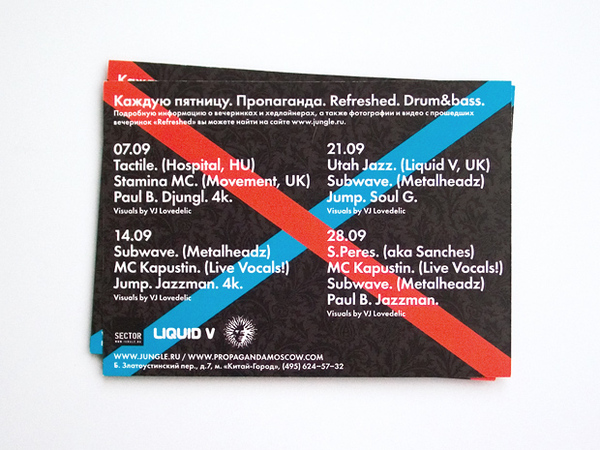 Кажд
Каждую пятницу. Пропаганда. Refreshed. Drum&bass.
Подробную информацию о вечеринках и хедлайнерах, а также фотографии и видео с прошедших
вечеринок «Refreshed» вы можете найти на сайте www.jungle.ru.
07.09
Tactile. (Hospital, HU)
Stamina MC. (Movement, UK)
Paul B. Djungl. 4k.
Visuals by VJ Lovedelic
14.09
Subwave. (Metalheadz)
MC Kapustin. (Live Vocals!)
Jump. Jazzman. 4k.
Visuals by VJ Lovedelic
21.09
Utah Jazz. (Liquid V, UK)
Subwave. (Metalheadz)
Jump. Soul G.
Visuals by VJ Lovedelic
28.09
S.Peres. (aka Sanches)
MC Kapustin. (Live Vocals!)
Subwave. (Metalheadz)
Paul B. Jazzman.
Visuals by VJ Lovedelic
SECTOR
WWW.JUNGLE.RU
LIQUID V
WWW.JUNGLE.RU / WWW.PROPAGANDAMOSCOW.COM
Б. Златоустинский пер., д.7, м. «Китай-Город», (495) 624–57–32